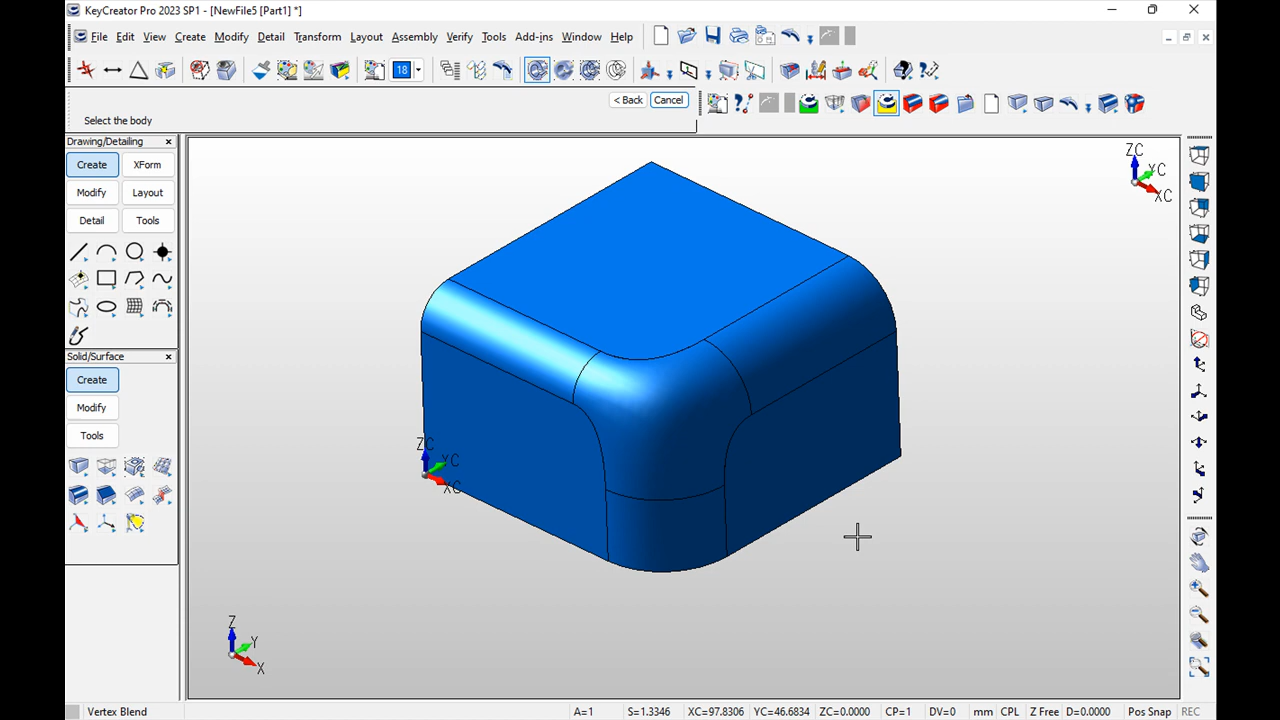 KeyCreator Pro 2023 SP1 - [NewFile5 [Part1] *]
File Edit View Create Modify Detail Transform Layout Assembly Verify Tools Add-ins Window Help
18
< Back Cancel
Select the body
Drawing/Detailing
Create XForm
Modify Layout
Detail Tools
Solid/Surface
Create
Modify
Tools
ZC
YC
XC
ZC
YC
XC
Z
Y
X
Vertex Blend A=1 S=1.3346 XC=97.8306 YC=46.6834 ZC=0.0000 CP=1 DV=0 mm CPL Z Free D=0.0000 Pos Snap REC